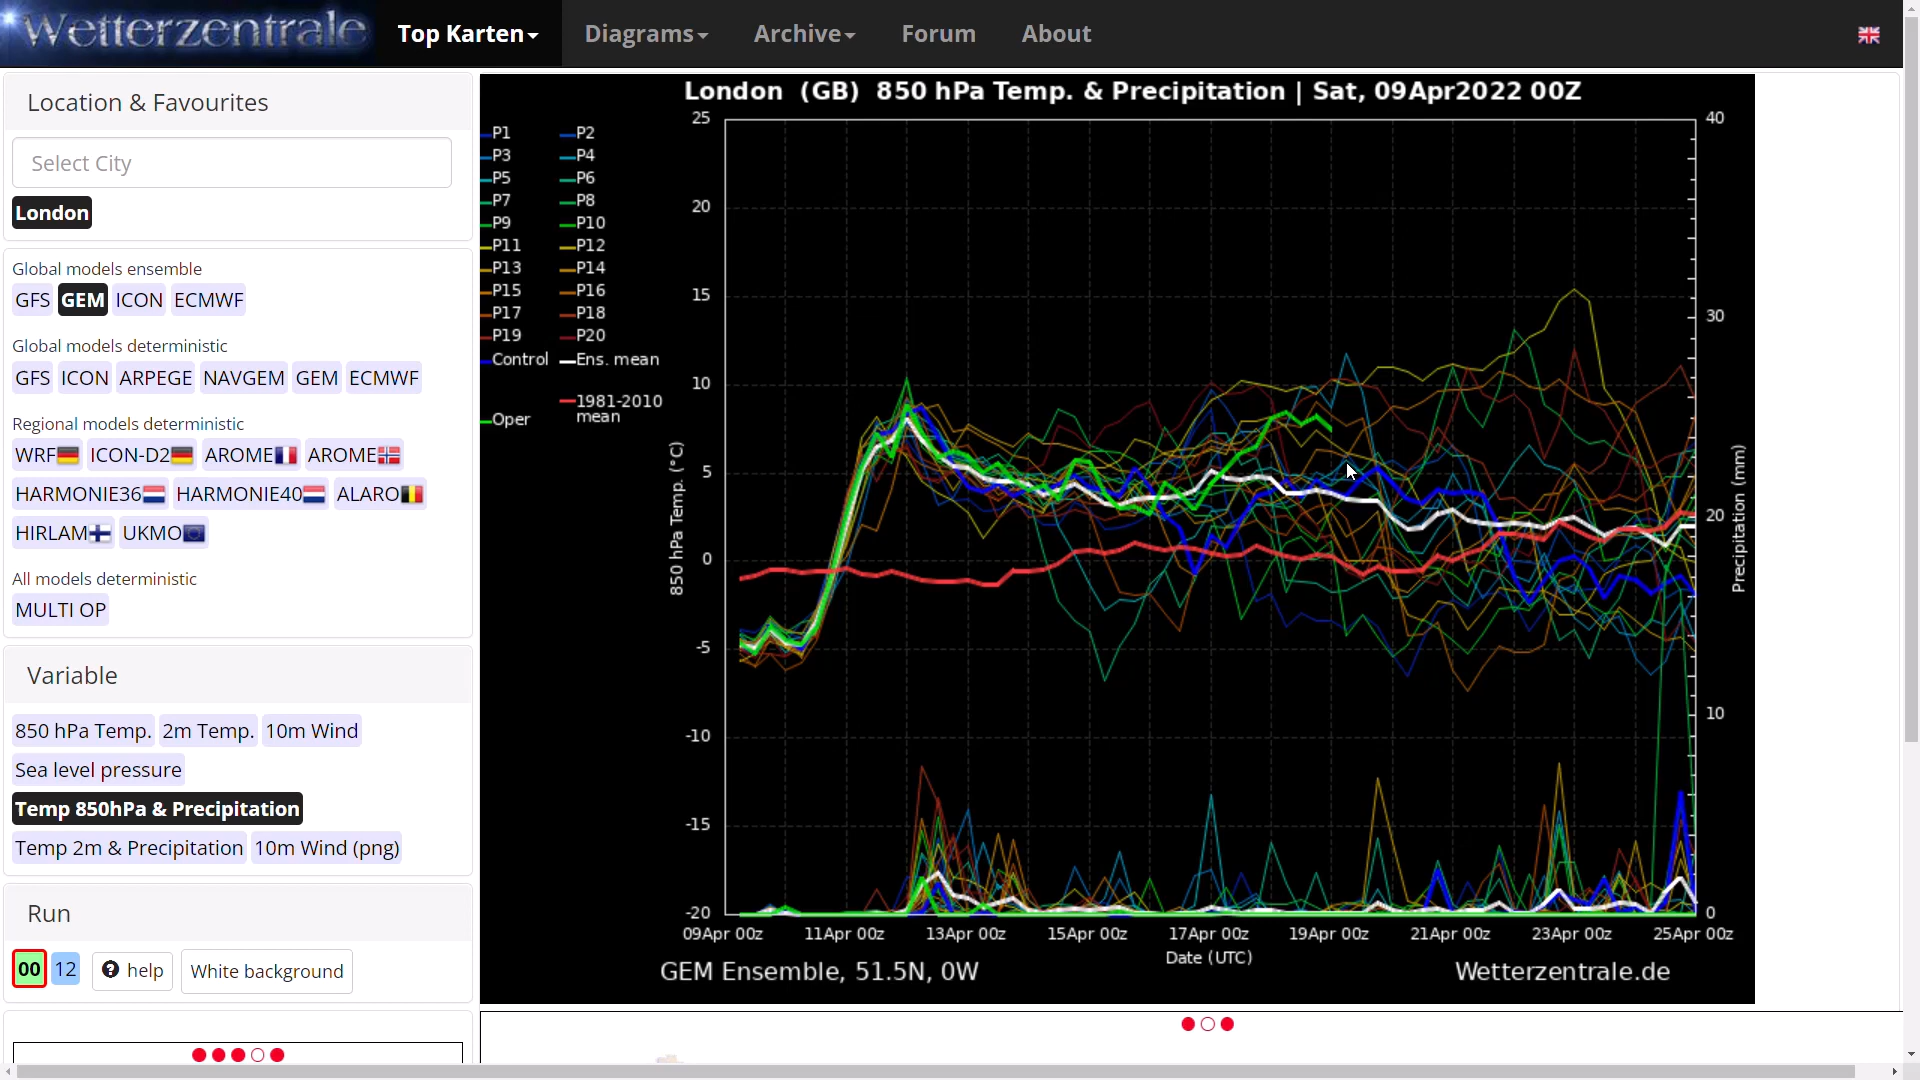 Wetterzentrale
Top Karten
Diagrams
Archive
Forum
About
Location & Favourites
Select City
London
Global models ensemble
GFS GEM ICON ECMWF
Global models deterministic
GFS ICON ARPEGE NAVGEM GEM ECMWF
Regional models deterministic
WRF ICON-D2 AROME AROME
HARMONIE36 HARMONIE40 ALARO
HIRLAM UKMO
All models deterministic
MULTI OP
Variable
850 hPa Temp. 2m Temp. 10m Wind
Sea level pressure
Temp 850hPa & Precipitation
Temp 2m & Precipitation 10m Wind (png)
Run
00 12 help White background
London (GB) 850 hPa Temp. & Precipitation | Sat, 09Apr2022 00Z
P1 P2
P3 P4
P5 P6
P7 P8
P9 P10
P11 P12
P13 P14
P15 P16
P17 P18
P19 P20
Control Ens. mean
1981-2010
mean
Oper
850 hPa Temp. (°C)
25
20
15
10
5
0
-5
-10
-15
-20
40
30
20
10
0
Precipitation (mm)
09Apr 00z 11Apr 00z 13Apr 00z 15Apr 00z 17Apr 00z 19Apr 00z 21Apr 00z 23Apr 00z 25Apr 00z
Date (UTC)
GEM Ensemble, 51.5N, 0W
Wetterzentrale.de